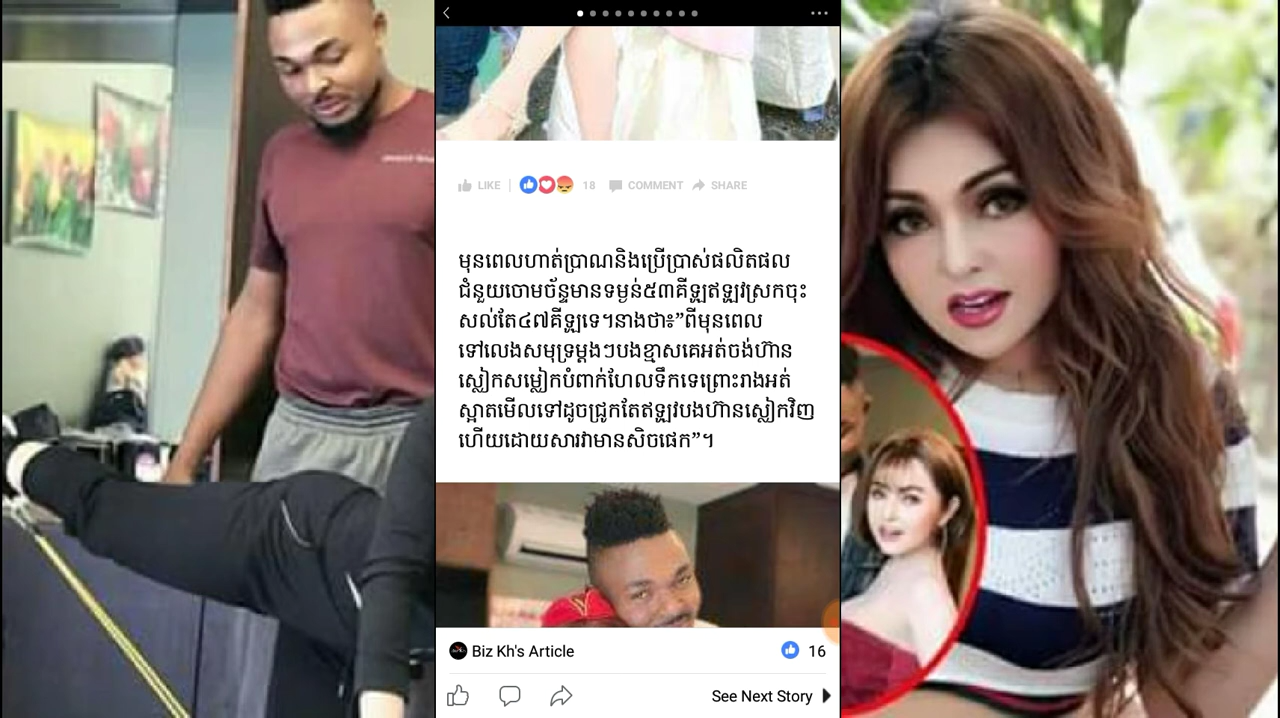 LIKE 18 COMMENT SHARE
មុនពេលហាត់ប្រាណនិងប្រើប្រាស់ផលិតផល
ជំនួយចោមច័ន្ទមានទម្ងន់៥៣គីឡូឥឡូវស្រកចុះ
សល់តែ៤៧គីឡូទេ។នាងថា៖”ពីមុនពេល
ទៅលេងសមុទ្រម្តងៗបងខ្មាសគេអត់ចង់ហ៊ាន
ស្លៀកសម្លៀកបំពាក់ហែលទឹកទេព្រោះរាងអត់
ស្អាតមើលទៅដូចជ្រូកតែឥឡូវបងហ៊ានស្លៀកវិញ
ហើយដោយសារវាមានសិចផេក”។
Biz Kh's Article 16
See Next Story